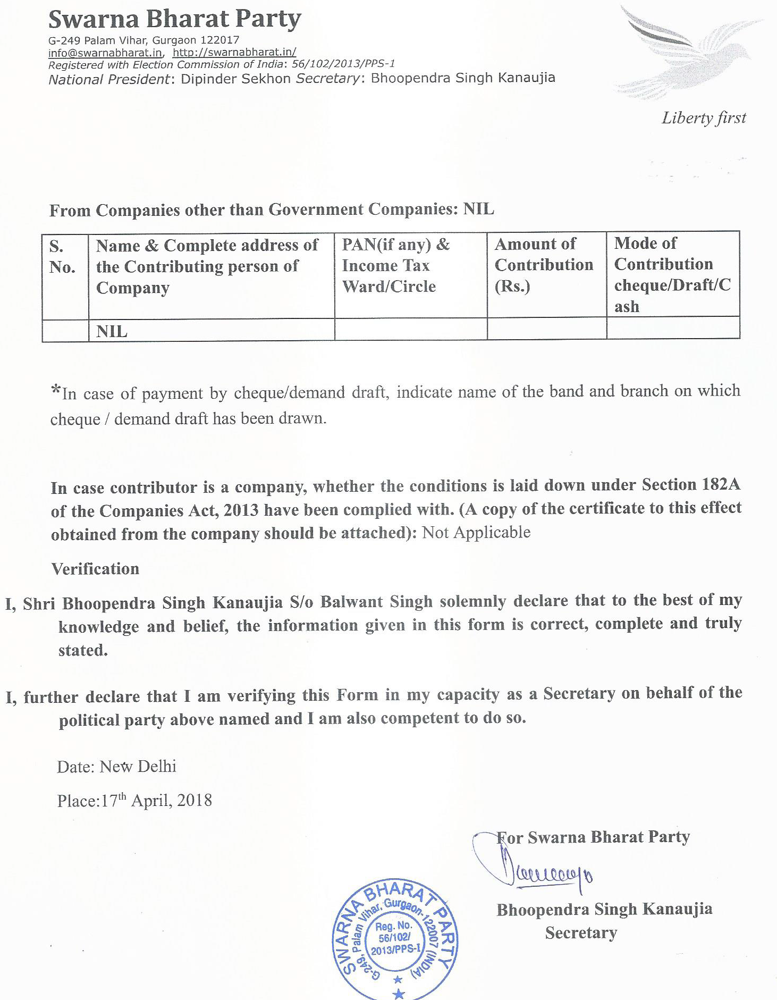 Swarna Bharat Party
G-249 Palam Vihar, Gurgaon 122017
info@swarnabharat.in, http://swarnabharat.in/
Registered with Election Commission of India: 56/102/2013/PPS-1
National President: Dipinder Sekhon Secretary: Bhoopendra Singh Kanaujia
Liberty first
From Companies other than Government Companies: NIL
S. No.
Name & Complete address of the Contributing person of Company
PAN(if any) & Income Tax Ward/Circle
Amount of Contribution (Rs.)
Mode of Contribution cheque/Draft/C ash
NIL
*In case of payment by cheque/demand draft, indicate name of the band and branch on which
cheque / demand draft has been drawn.
In case contributor is a company, whether the conditions is laid down under Section 182A
of the Companies Act, 2013 have been complied with. (A copy of the certificate to this effect
obtained from the company should be attached): Not Applicable
Verification
I, Shri Bhoopendra Singh Kanaujia S/o Balwant Singh solemnly declare that to the best of my
knowledge and belief, the information given in this form is correct, complete and truly
stated.
I, further declare that I am verifying this Form in my capacity as a Secretary on behalf of the
political party above named and I am also competent to do so.
Date: New Delhi
Place:17th April, 2018
For Swarna Bharat Party
Bhoopendra Singh Kanaujia
Secretary
SWARNA BHARAT PARTY
G-249, Palam Vihar, Gurgaon-122007 (INDIA)
Reg. No.
56/102/
2013/PPS-I